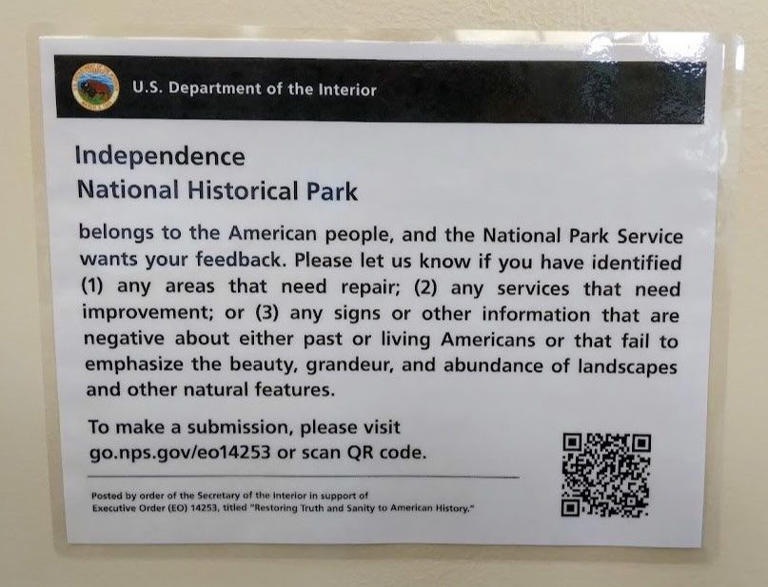 U.S. Department of the Interior
Independence
National Historical Park
belongs to the American people, and the National Park Service
wants your feedback. Please let us know if you have identified
(1) any areas that need repair; (2) any services that need
improvement; or (3) any signs or other information that are
negative about either past or living Americans or that fail to
emphasize the beauty, grandeur, and abundance of landscapes
and other natural features.
To make a submission, please visit
go.nps.gov/eo14253 or scan QR code.
Posted by order of the Secretary of the Interior in support of
Executive Order (EO) 14253, titled "Restoring Truth and Sanity to American History."